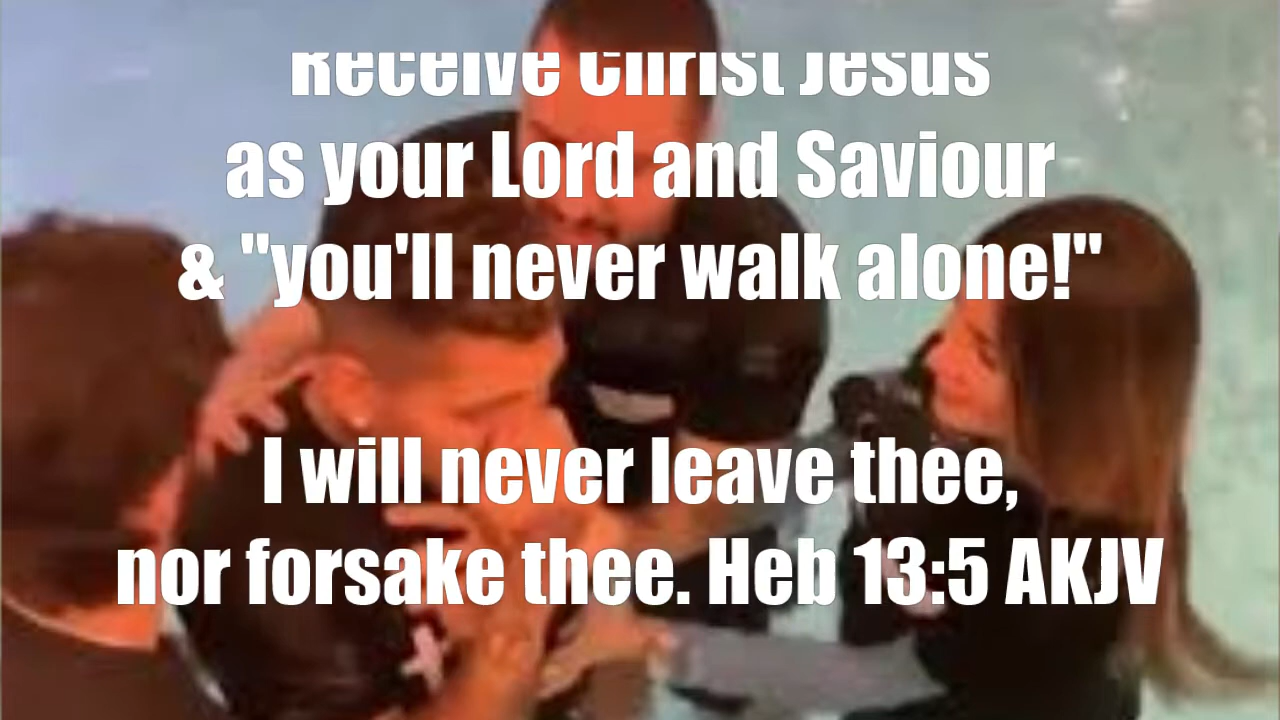 Receive Christ Jesus
as your Lord and Saviour
& "you'll never walk alone!"
I will never leave thee,
nor forsake thee. Heb 13:5 AKJV